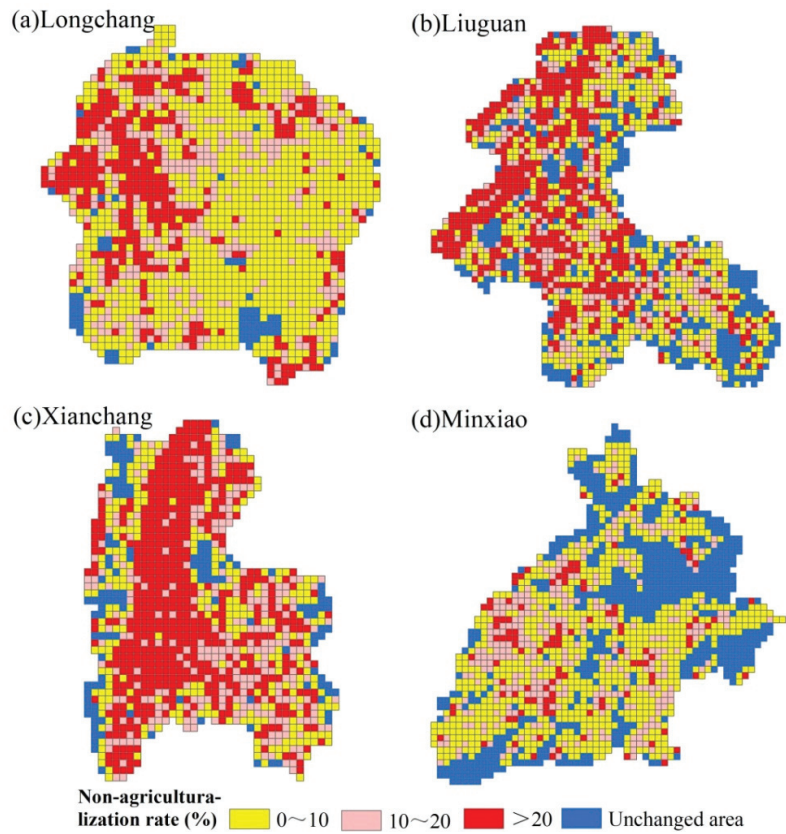 (a)Longchang
(b)Liuguan
(c)Xianchang
(d)Minxiao
Non-agricultura-
lization rate (%) 0～10 10～20 ＞20 Unchanged area